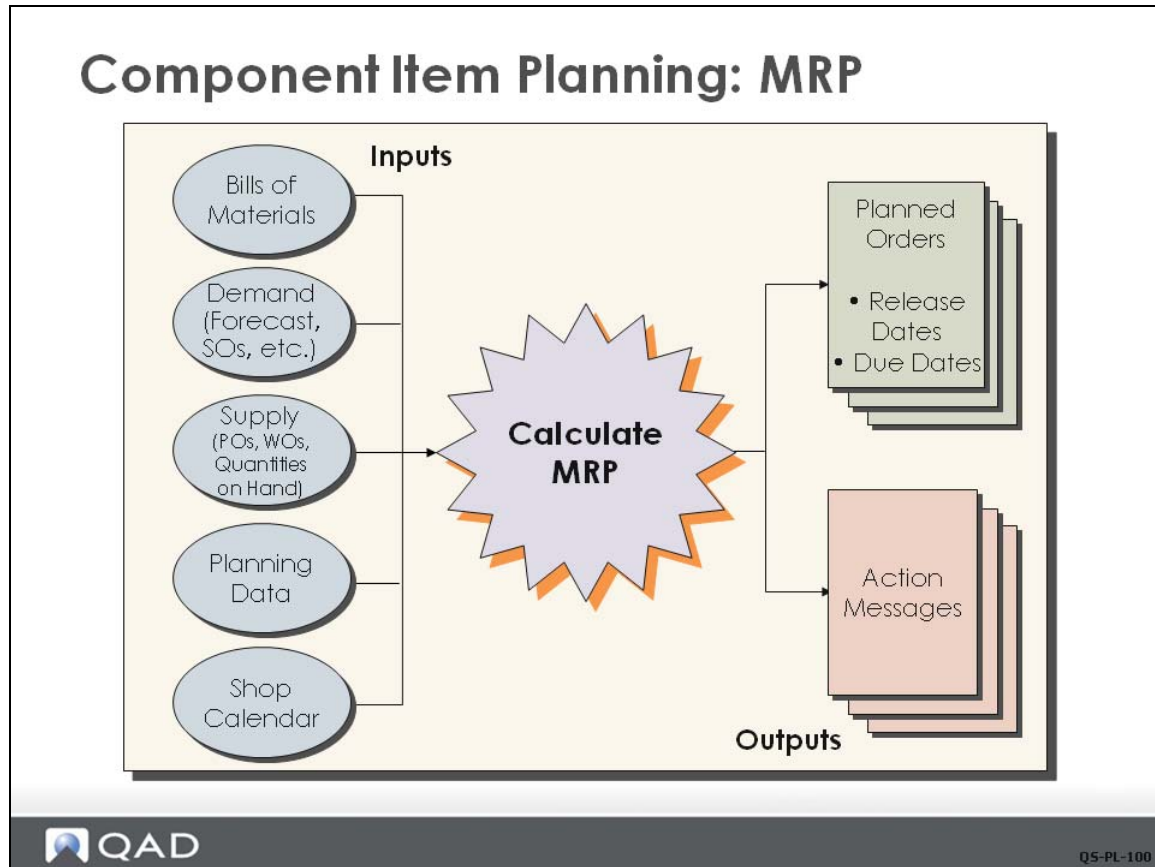 Component Item Planning: MRP
Inputs
Bills of
Materials
Demand
(Forecast,
SOs, etc.)
Supply
(POs, WOs,
Quantities
on Hand)
Planning
Data
Shop
Calendar
Calculate
MRP
Planned
Orders
• Release
Dates
• Due Dates
Action
Messages
Outputs
QAD
QS-PL-100